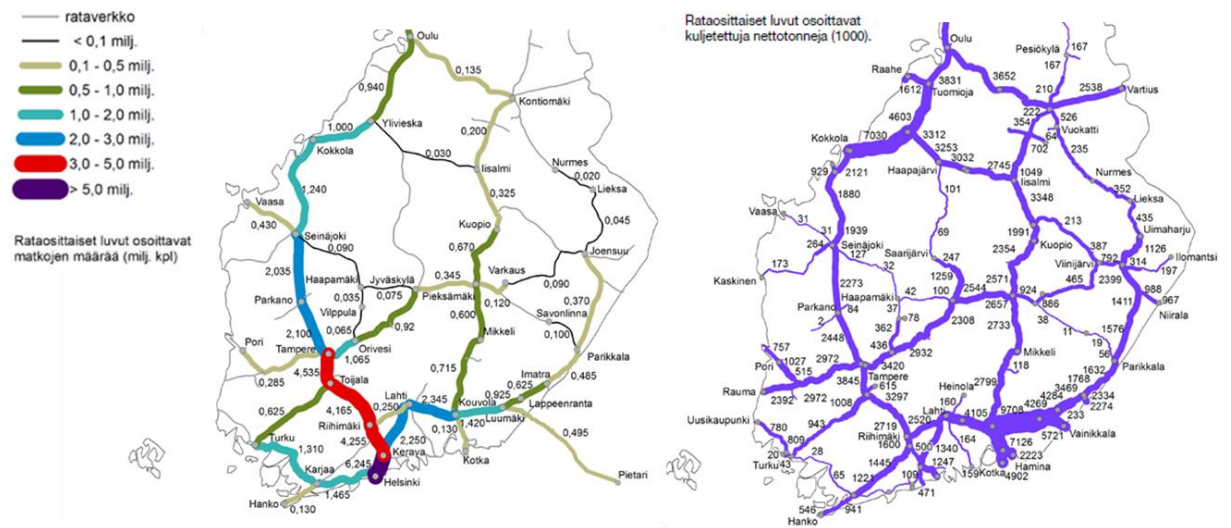 rataverkko
< 0,1 milj.
0,1 - 0,5 milj.
0,5 - 1,0 milj.
1,0 - 2,0 milj.
2,0 - 3,0 milj.
3,0 - 5,0 milj.
> 5,0 milj.
Rataosittaiset luvut osoittavat
matkojen määrää (milj. kpl)
Oulu
0,135
0,940
Kontiomäki
Ylivieska
1,000
0,200
Kokkola
0,030
Iisalmi
Nurmes
0,020
Lieksa
1,240
0,325
Vaasa
0,045
0,430
Kuopio
Seinäjoki
0,090
0,670
Joensuu
2,035
Haapamäki
Jyväskylä
0,345
Varkaus
0,090
0,035
0,075
Pieksämäki
0,120
0,370
Parkano
Vilppula
0,600
Savonlinna
2,100
0,065
0,92
Mikkeli
0,100
Pori
Tampere
Orivesi
1,065
Parikkala
0,285
4,535
Toijala
0,715
Imatra
0,485
Lahti
2,345
Kouvola
0,925
0,625
Lappeenranta
0,625
4,165
0,250
Luumäki
Riihimäki
0,130
1,420
Turku
4,255
2,250
0,495
1,310
Kerava
Kotka
Karjaa
6,245
Helsinki
Pietari
Hanko
1,465
0,130
Rataosittaiset luvut osoittavat
kuljetettuja nettotonneja (1000).
Oulu
Pesiökylä
167
167
Raahe
3831
3652
1612
Tuomioja
210
2538
Vartius
222
526
4603
354
Vuokatti
64
Kokkola
7030
3312
702
235
3253
3032
2745
929
2121
Haapajärvi
1049
Nurmes
Iisalmi
352
1880
101
3348
Lieksa
Vaasa
31
213
435
31
1939
69
1991
Uimaharju
264
Seinäjoki
Kuopio
387
1126
127
Saarijärvi
247
2354
792
314
Ilomantsi
32
Viinijärvi
197
173
1259
2571
465
2399
Kaskinen
2273
Haapamäki
42
100
2544
924
988
Parkano
84
37
2657
886
1411
967
2
78
2308
38
Niirala
362
2733
11
1576
2448
436
19
757
2932
Mikkeli
56
1027
2972
3420
118
Parikkala
Pori
515
Tampere
1632
3845
615
Heinola
2799
1768
Rauma
2972
3469
2392
1008
3297
160
4269
2334
Lahti
4105
9708
2274
Uusikaupunki
2719
2520
233
780
943
Riihimäki
164
5721
Vainikkala
1600
500
7126
809
1340
2223
20
28
1445
1247
159
Kotka
Hamina
Turku
43
65
109
4902
1221
471
546
941
Hanko